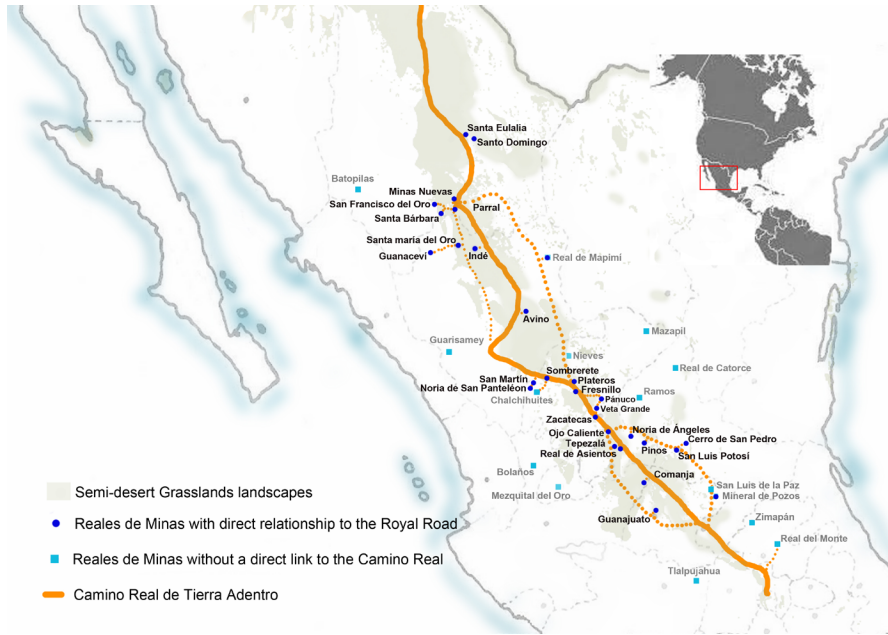 Santa Eulalia
Santo Domingo
Batopilas
Minas Nuevas
San Francisco del Oro
Parral
Santa Bárbara
Santa maría del Oro
Guanaceví
Indé
Real de Mapimí
Avino
Guarisamey
Mazapil
Nieves
Real de Catorce
Sombrerete
San Martín
Plateros
Noria de San Panteléon
Fresnillo
Chalchihuites
Pánuco
Ramos
Veta Grande
Zacatecas
Ojo Caliente
Noria de Ángeles
Tepezalá
Pinos
Cerro de San Pedro
Real de Asientos
San Luis Potosí
Bolaños
Comanja
Mezquital del Oro
San Luis de la Paz
Mineral de Pozos
Guanajuato
Zimapán
Real del Monte
Tlalpujahua
Semi-desert Grasslands landscapes
Reales de Minas with direct relationship to the Royal Road
Reales de Minas without a direct link to the Camino Real
Camino Real de Tierra Adentro